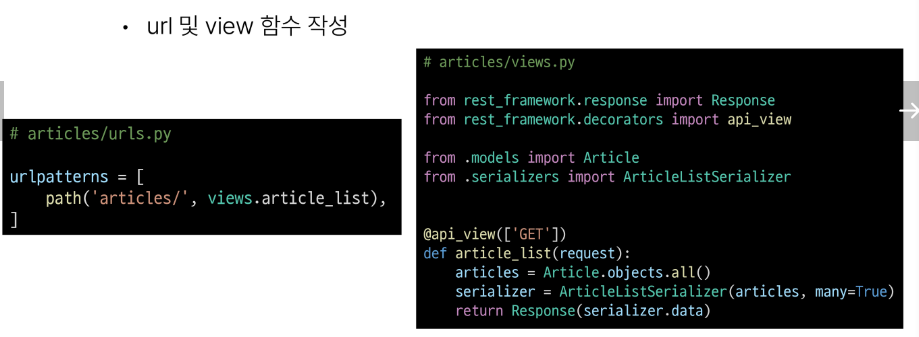 • url 및 view 함수 작성
# articles/urls.py
urlpatterns = [
    path('articles/', views.article_list),
]
# articles/views.py
from rest_framework.response import Response
from rest_framework.decorators import api_view
from .models import Article
from .serializers import ArticleListSerializer
@api_view(['GET'])
def article_list(request):
    articles = Article.objects.all()
    serializer = ArticleListSerializer(articles, many=True)
    return Response(serializer.data)